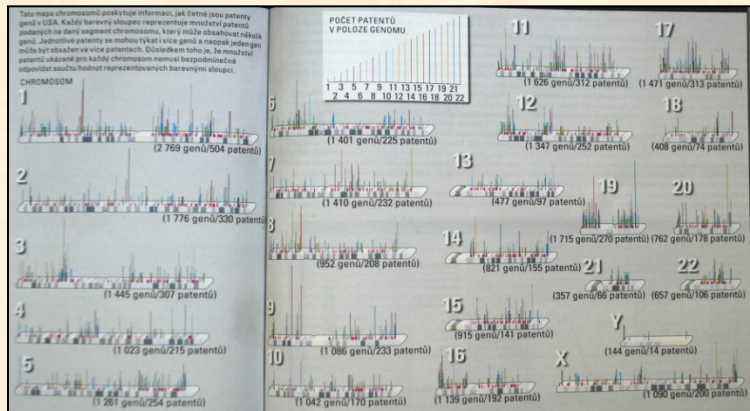 Tato mapa chromosomů poskytuje informaci, jak četné jsou patenty
genů v USA. Každý barevný sloupec reprezentuje množství patentů
podaných na daný segment chromosomu, který může obsahovat několik
genů. Jednotlivé patenty se mohou týkat i více genů a naopak jeden gen
může být obsažen ve více patentech. Důsledkem toho je, že množství
patentů ukázané pro každý chromosom nemusí bezpodmínečně
odpovídat součtu hodnot reprezentovaných barevnými sloupci.
CHROMOSOM
1
(2 769 genů/504 patentů)
2
(1 776 genů/330 patentů)
3
(1 445 genů/307 patentů)
4
(1 023 genů/215 patentů)
5
(1 261 genů/254 patentů)
POČET PATENTŮ
V POLOZE GENOMU
1 3 5 7 9 11 13 15 17 19 21
2 4 6 8 10 12 14 16 18 20 22
6
(1 401 genů/225 patentů)
7
(1 410 genů/232 patentů)
8
(952 genů/208 patentů)
9
(1 086 genů/233 patentů)
10
(1 042 genů/170 patentů)
11
(1 626 genů/312 patentů)
12
(1 347 genů/252 patentů)
13
(477 genů/97 patentů)
14
(821 genů/155 patentů)
15
(915 genů/141 patentů)
16
(1 139 genů/192 patentů)
17
(1 471 genů/313 patentů)
18
(408 genů/74 patentů)
19
(1 715 genů/270 patentů)
20
(762 genů/178 patentů)
21
(357 genů/66 patentů)
22
(657 genů/106 patentů)
Y
(144 genů/14 patentů)
X
(1 090 genů/200 patentů)